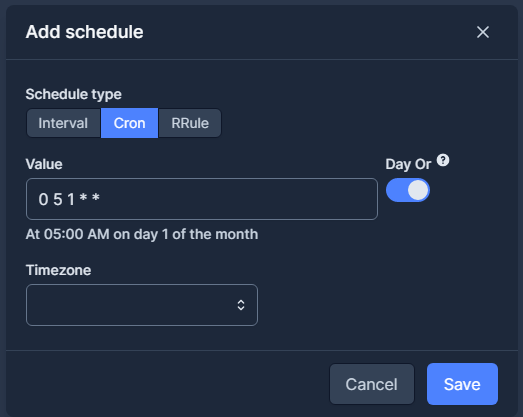 Add schedule
Schedule type
Interval Cron RRule
Value Day Or ?
0 5 1 * *
At 05:00 AM on day 1 of the month
Timezone
Cancel Save